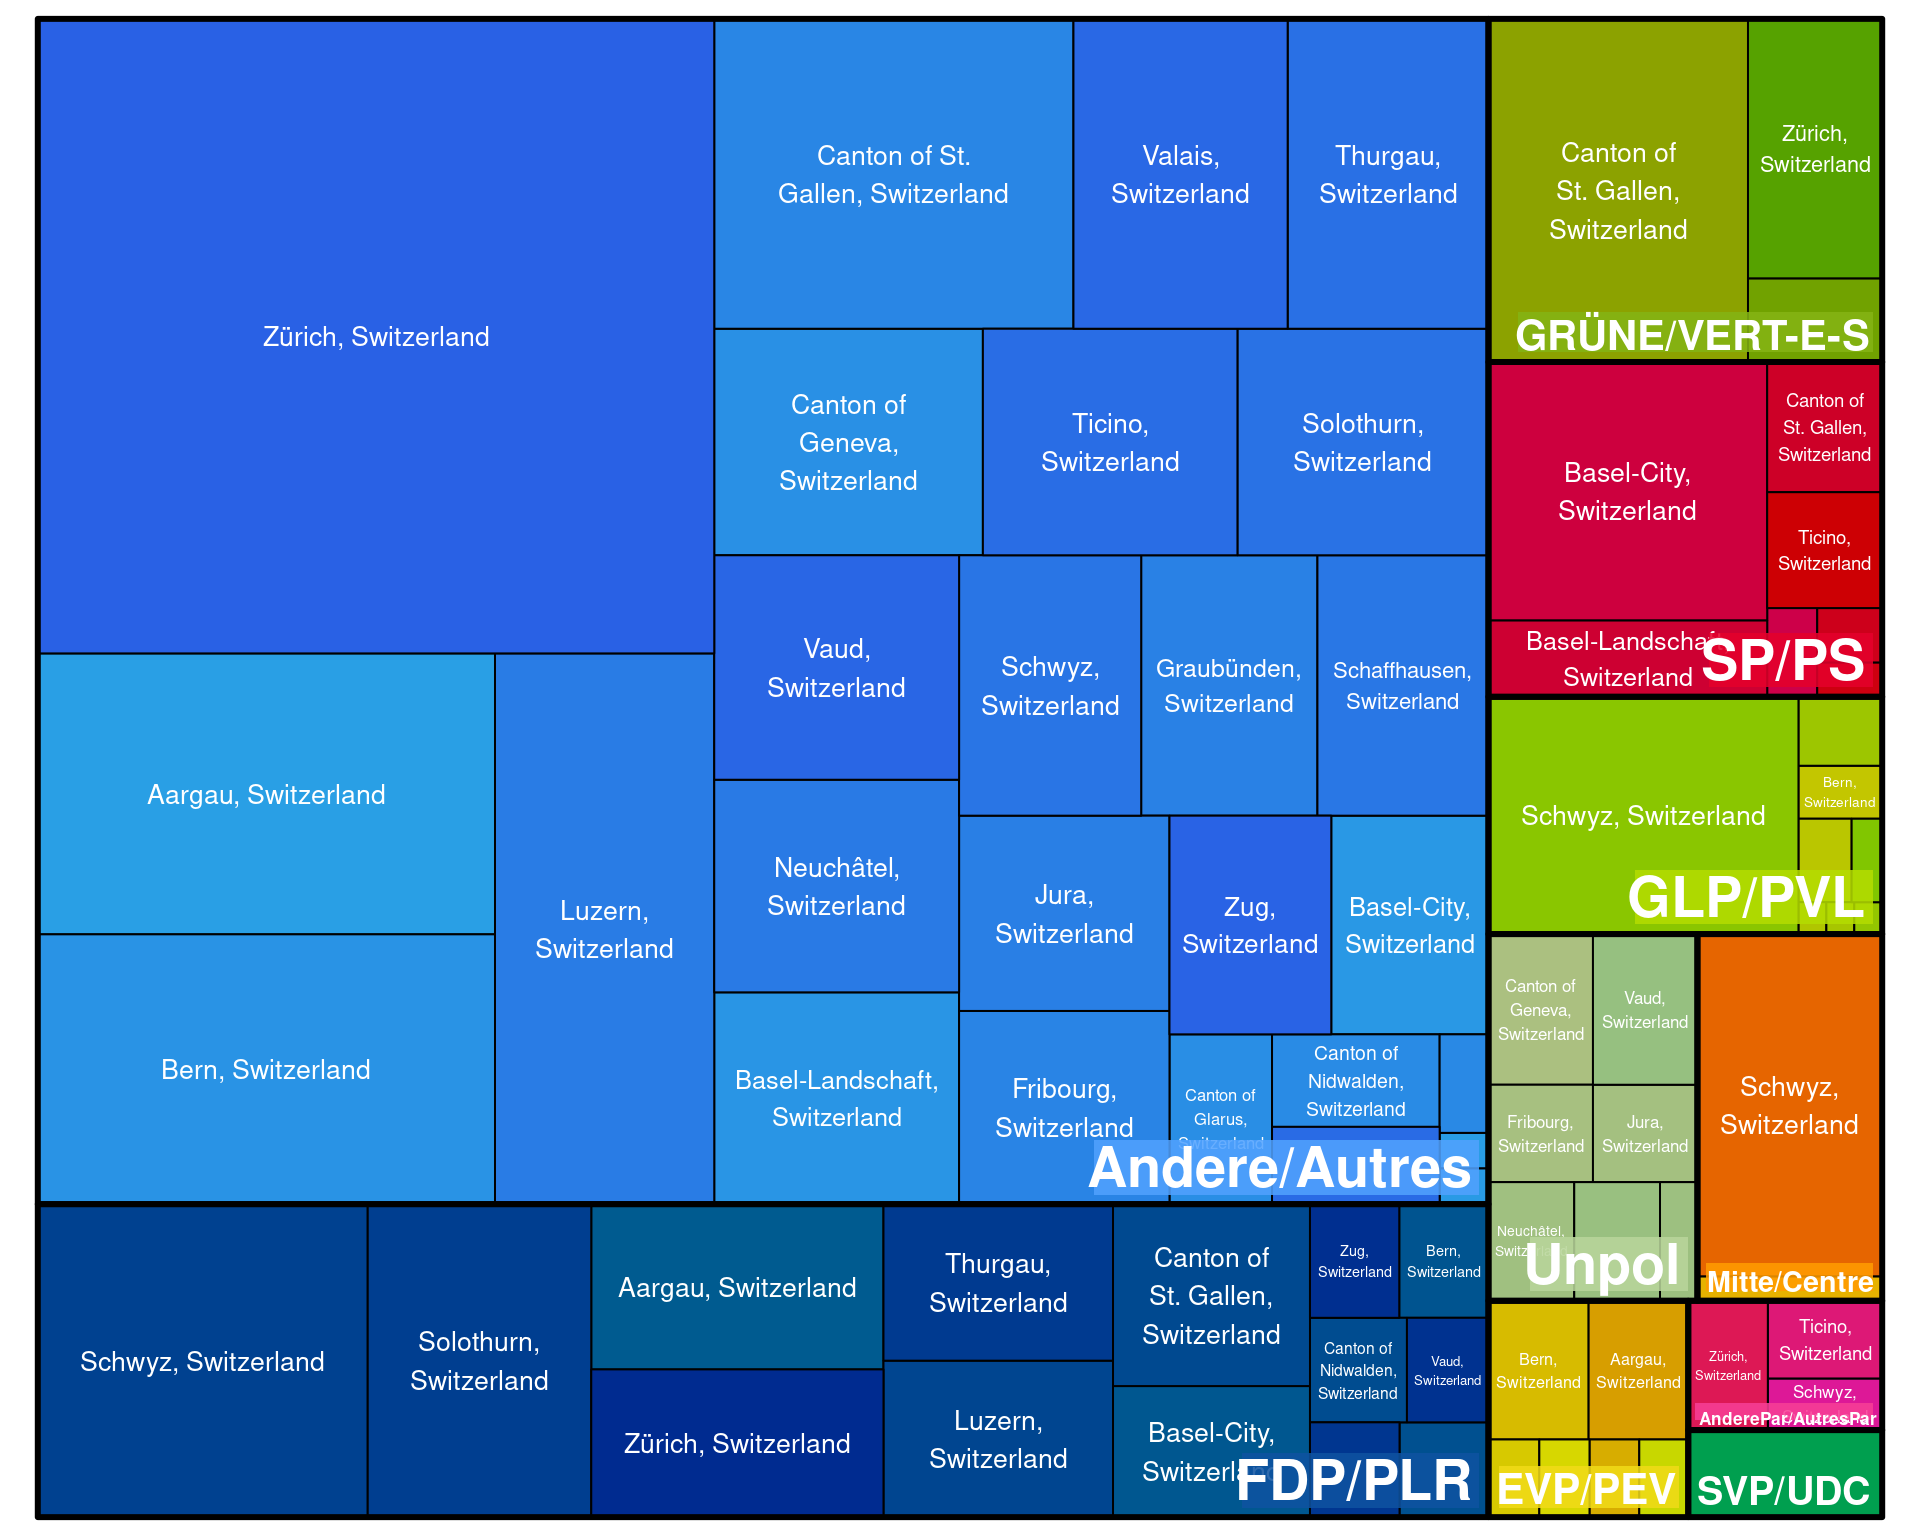 Zürich, Switzerland
Aargau, Switzerland
Bern, Switzerland
Luzern,
Switzerland
Canton of St.
Gallen, Switzerland
Valais,
Switzerland
Thurgau,
Switzerland
Canton of
Geneva,
Switzerland
Ticino,
Switzerland
Solothurn,
Switzerland
Vaud,
Switzerland
Schwyz,
Switzerland
Graubünden,
Switzerland
Schaffhausen,
Switzerland
Neuchâtel,
Switzerland
Jura,
Switzerland
Zug,
Switzerland
Basel-City,
Switzerland
Basel-Landschaft,
Switzerland
Fribourg,
Switzerland
Canton of
Glarus,
Switzerland
Canton of
Nidwalden,
Switzerland
Andere/Autres
Schwyz, Switzerland
Solothurn,
Switzerland
Aargau, Switzerland
Zürich, Switzerland
Thurgau,
Switzerland
Luzern,
Switzerland
Canton of
St. Gallen,
Switzerland
Basel-City,
Switzerland
Zug,
Switzerland
Bern,
Switzerland
Canton of
Nidwalden,
Switzerland
Vaud,
Switzerland
FDP/PLR
Canton of
St. Gallen,
Switzerland
Zürich,
Switzerland
GRÜNE/VERT-E-S
Basel-City,
Switzerland
Canton of
St. Gallen,
Switzerland
Ticino,
Switzerland
Basel-Landschaft,
Switzerland
SP/PS
Schwyz, Switzerland
Bern,
Switzerland
GLP/PVL
Canton of
Geneva,
Switzerland
Vaud,
Switzerland
Fribourg,
Switzerland
Jura,
Switzerland
Neuchâtel,
Switzerland
Unpol
Schwyz,
Switzerland
Mitte/Centre
Bern,
Switzerland
Aargau,
Switzerland
EVP/PEV
Zürich,
Switzerland
Ticino,
Switzerland
Schwyz,
AnderePar/AutresPar
SVP/UDC